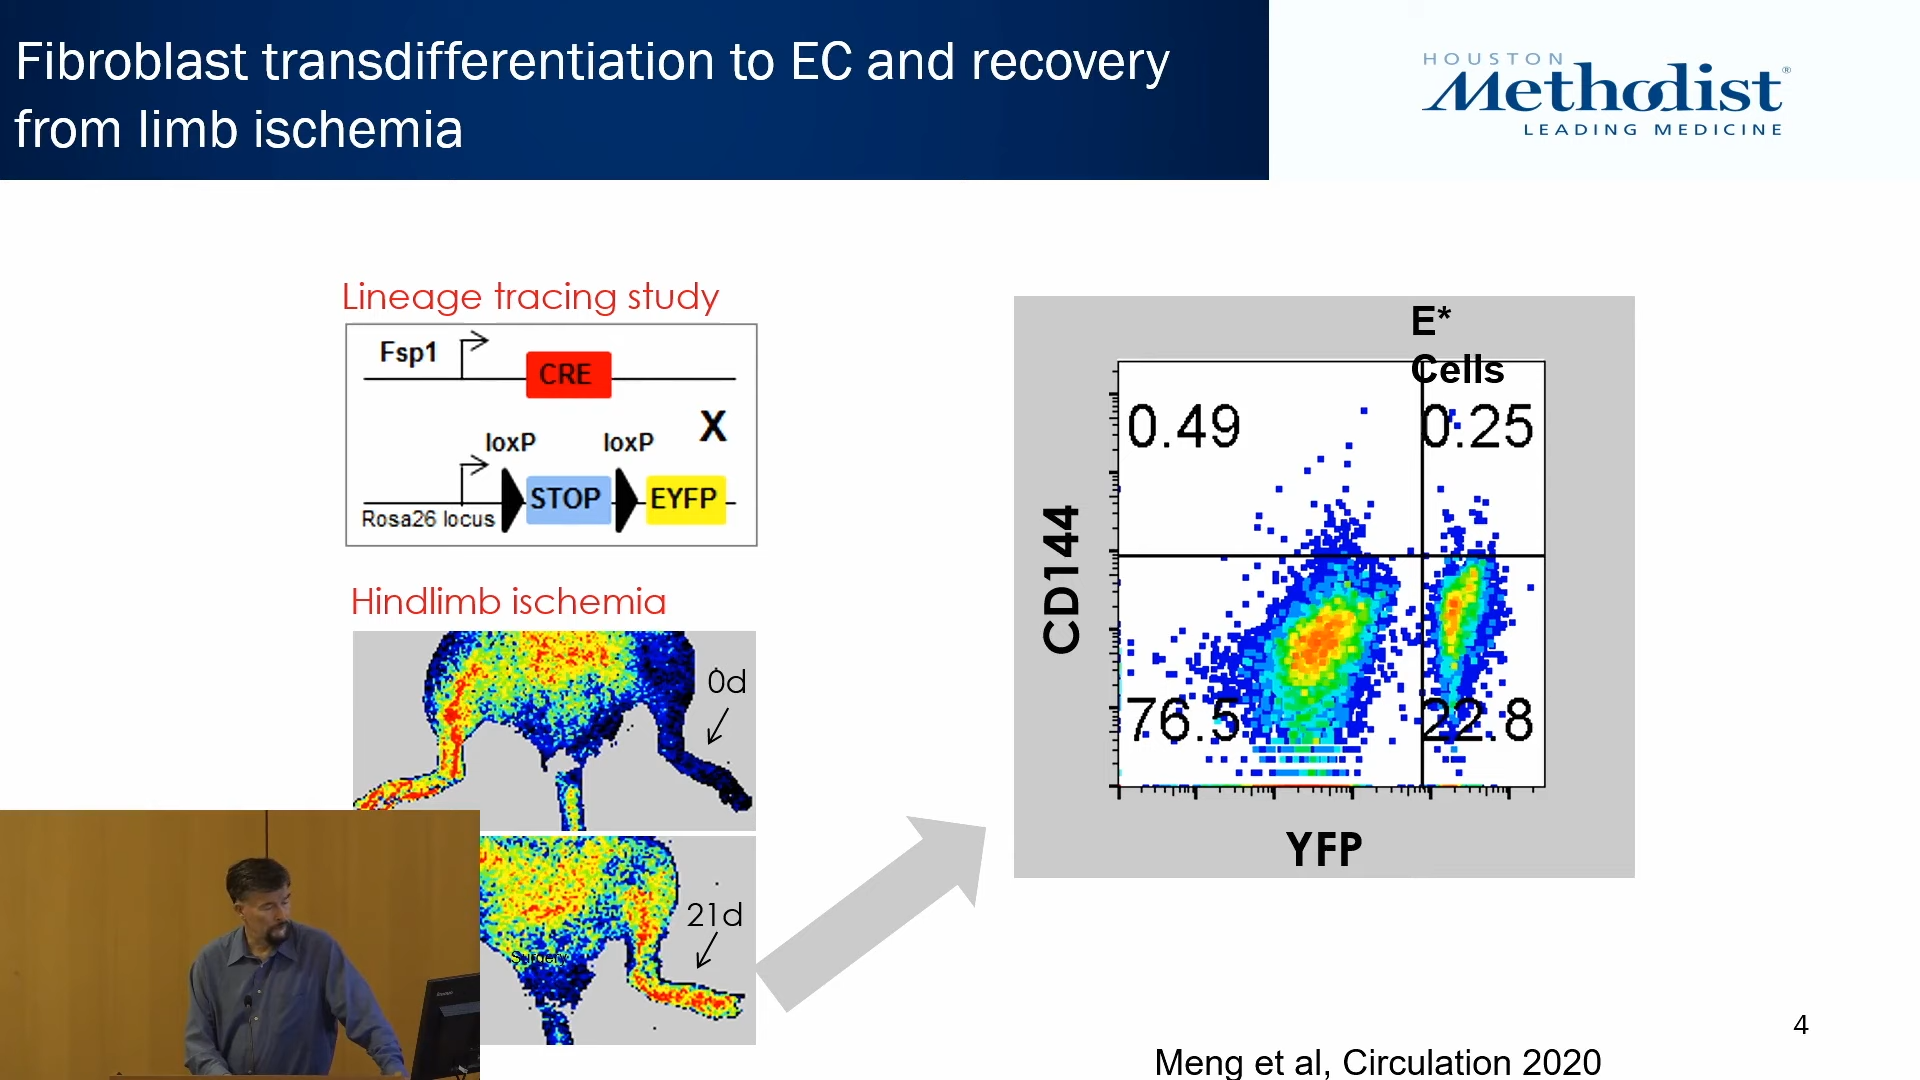 Fibroblast transdifferentiation to EC and recovery
from limb ischemia
HOUSTON
Methodist®
LEADING MEDICINE
Lineage tracing study
Fsp1
CRE
X
loxP loxP
STOP EYFP
Rosa26 locus
Hindlimb ischemia
0d
21d
Surgery
E*
Cells
0.49 0.25
76.5 22.8
CD144
YFP
4
Meng et al, Circulation 2020